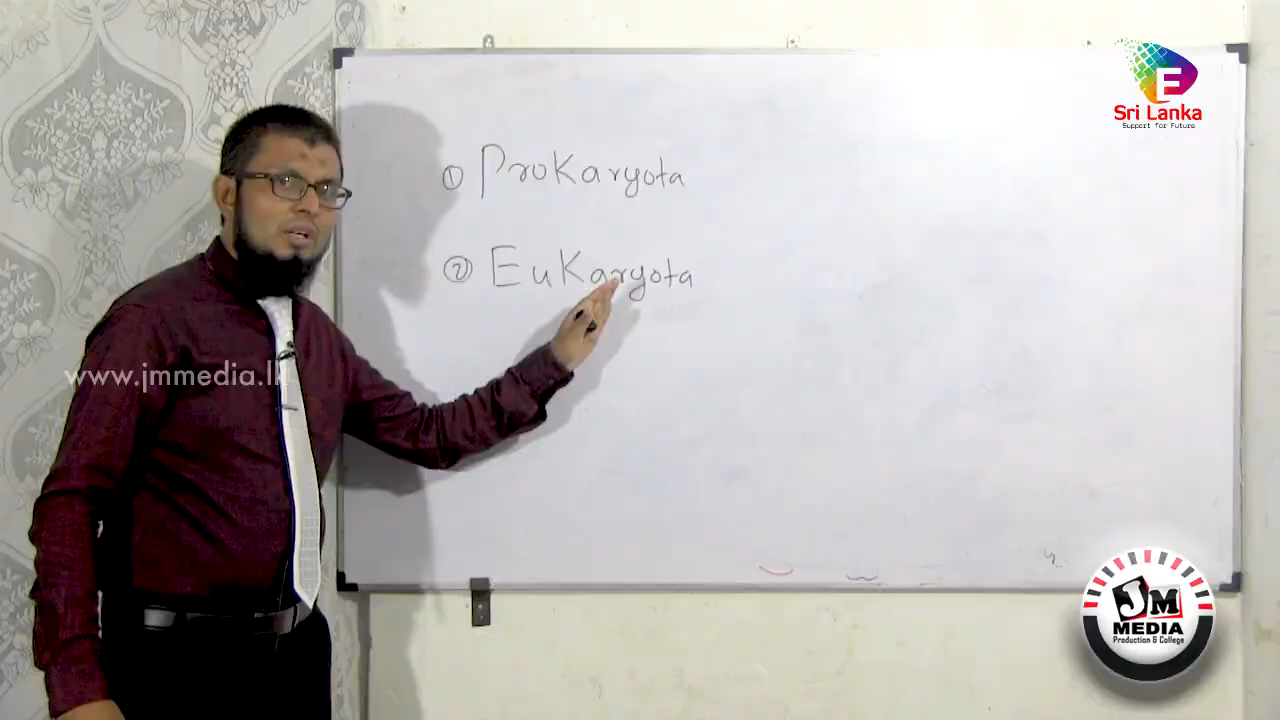 E
Sri Lanka
Support for Future
① Prokaryota
② Eukaryota
www.jmmedia.lk
JM
MEDIA
Production & College